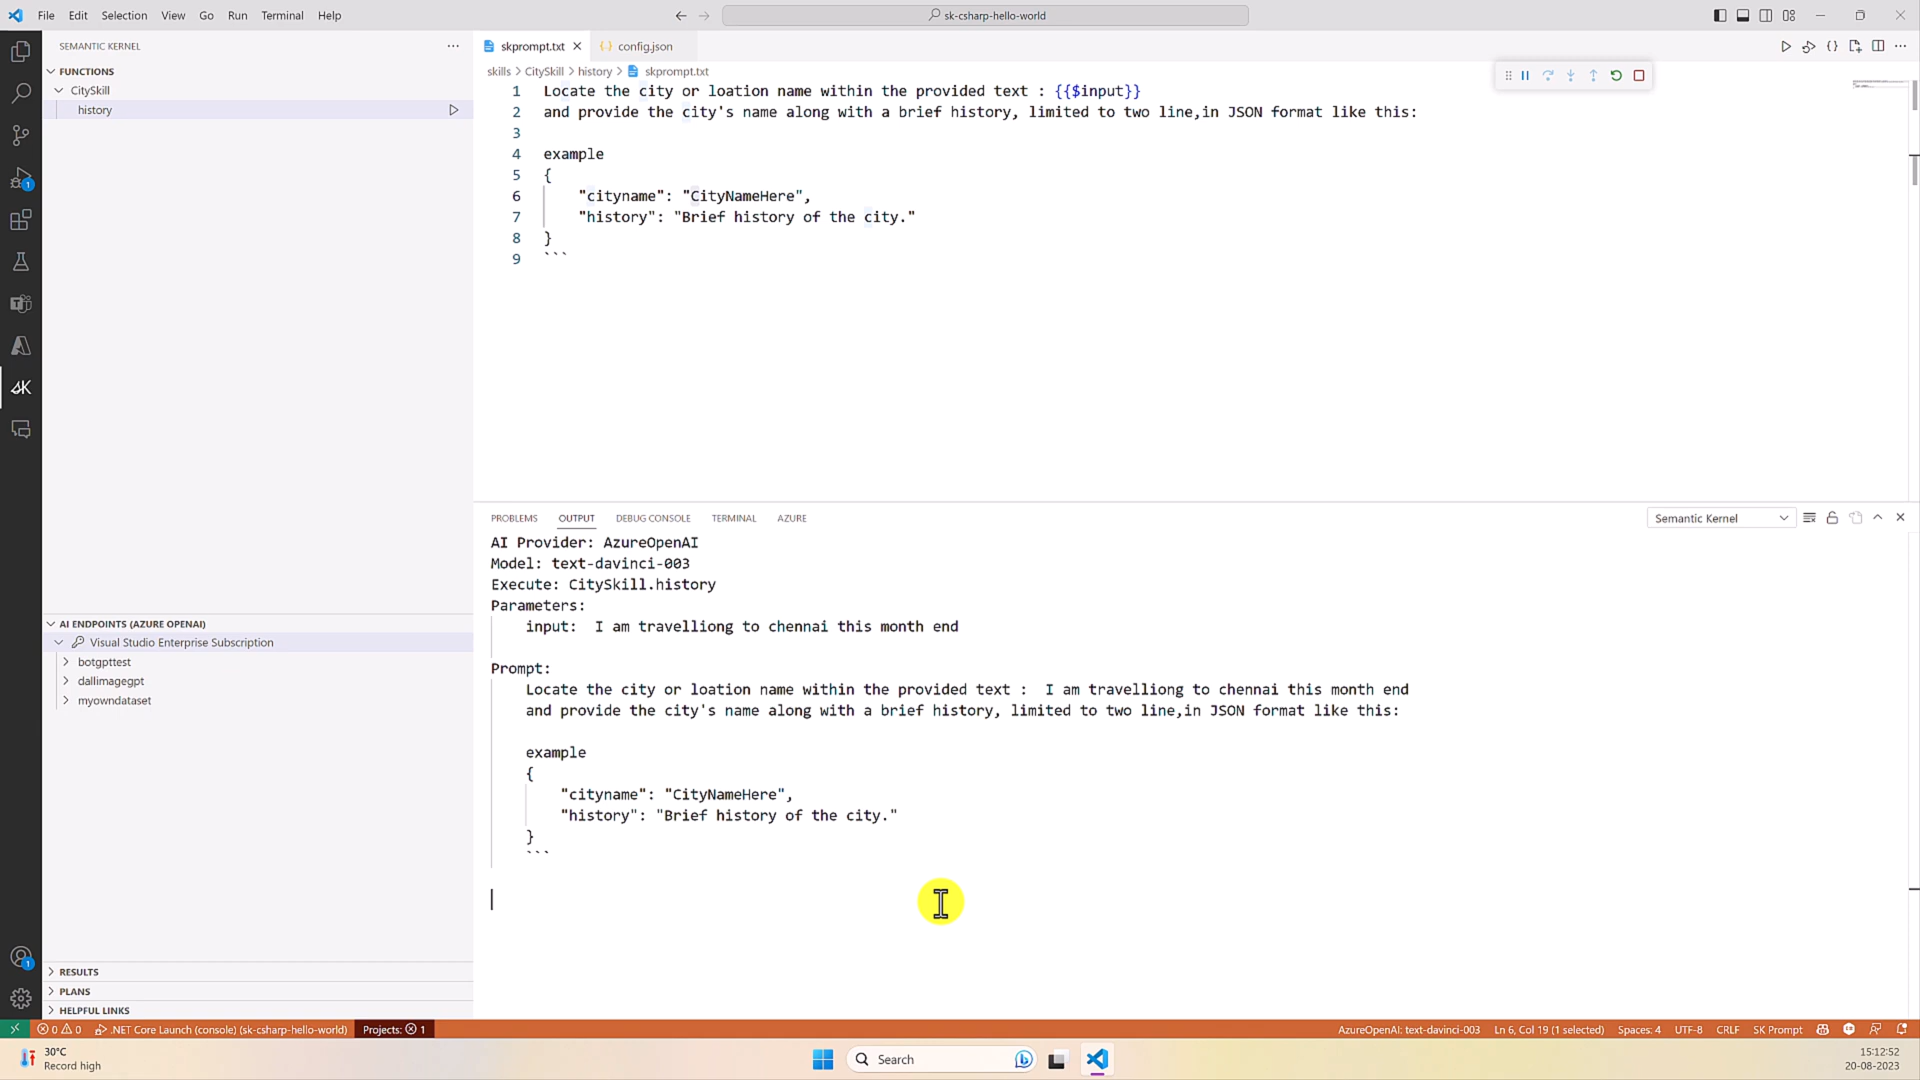 File Edit Selection View Go Run Terminal Help
sk-csharp-hello-world
SEMANTIC KERNEL
FUNCTIONS
CitySkill
history
skprompt.txt
config.json
skills > CitySkill > history > skprompt.txt
1 Locate the city or loation name within the provided text : {{$input}}
2 and provide the city's name along with a brief history, limited to two line,in JSON format like this:
3
4 example
5 {
6 "cityname": "CityNameHere",
7 "history": "Brief history of the city."
8 }
9 ```
PROBLEMS OUTPUT DEBUG CONSOLE TERMINAL AZURE
Semantic Kernel
AI Provider: AzureOpenAI
Model: text-davinci-003
Execute: CitySkill.history
Parameters:
input: I am travelliong to chennai this month end
Prompt:
Locate the city or loation name within the provided text : I am travelliong to chennai this month end
and provide the city's name along with a brief history, limited to two line,in JSON format like this:
example
{
"cityname": "CityNameHere",
"history": "Brief history of the city."
}
```
AI ENDPOINTS (AZURE OPENAI)
Visual Studio Enterprise Subscription
botgpttest
dallimagegpt
myowndataset
RESULTS
PLANS
HELPFUL LINKS
0 0 .NET Core Launch (console) (sk-csharp-hello-world) Projects: 1
AzureOpenAI: text-davinci-003 Ln 6, Col 19 (1 selected) Spaces: 4 UTF-8 CRLF SK Prompt
30°C
Record high
Search
15:12:52
20-08-2023